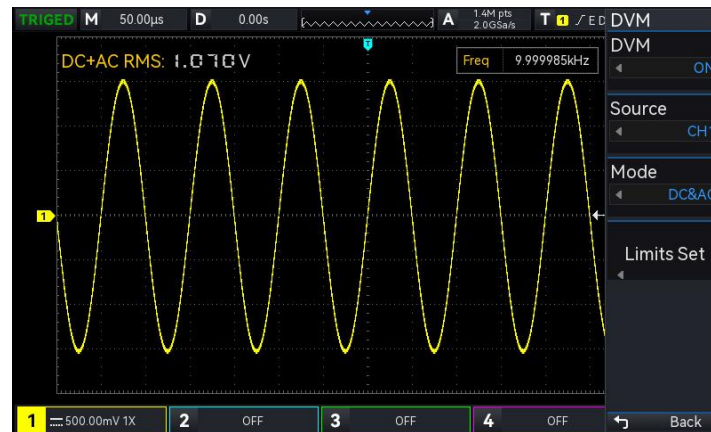 TRIGED M 50.00μs D 0.00s A 1.4M pts 2.0GSa/s T 1 E D DVM
DC+AC RMS: 1.070V
Freq 9.999985kHz
DVM
ON
Source
CH1
Mode
DC&AC
Limits Set
1
1 500.00mV 1X 2 OFF 3 OFF 4 OFF Back